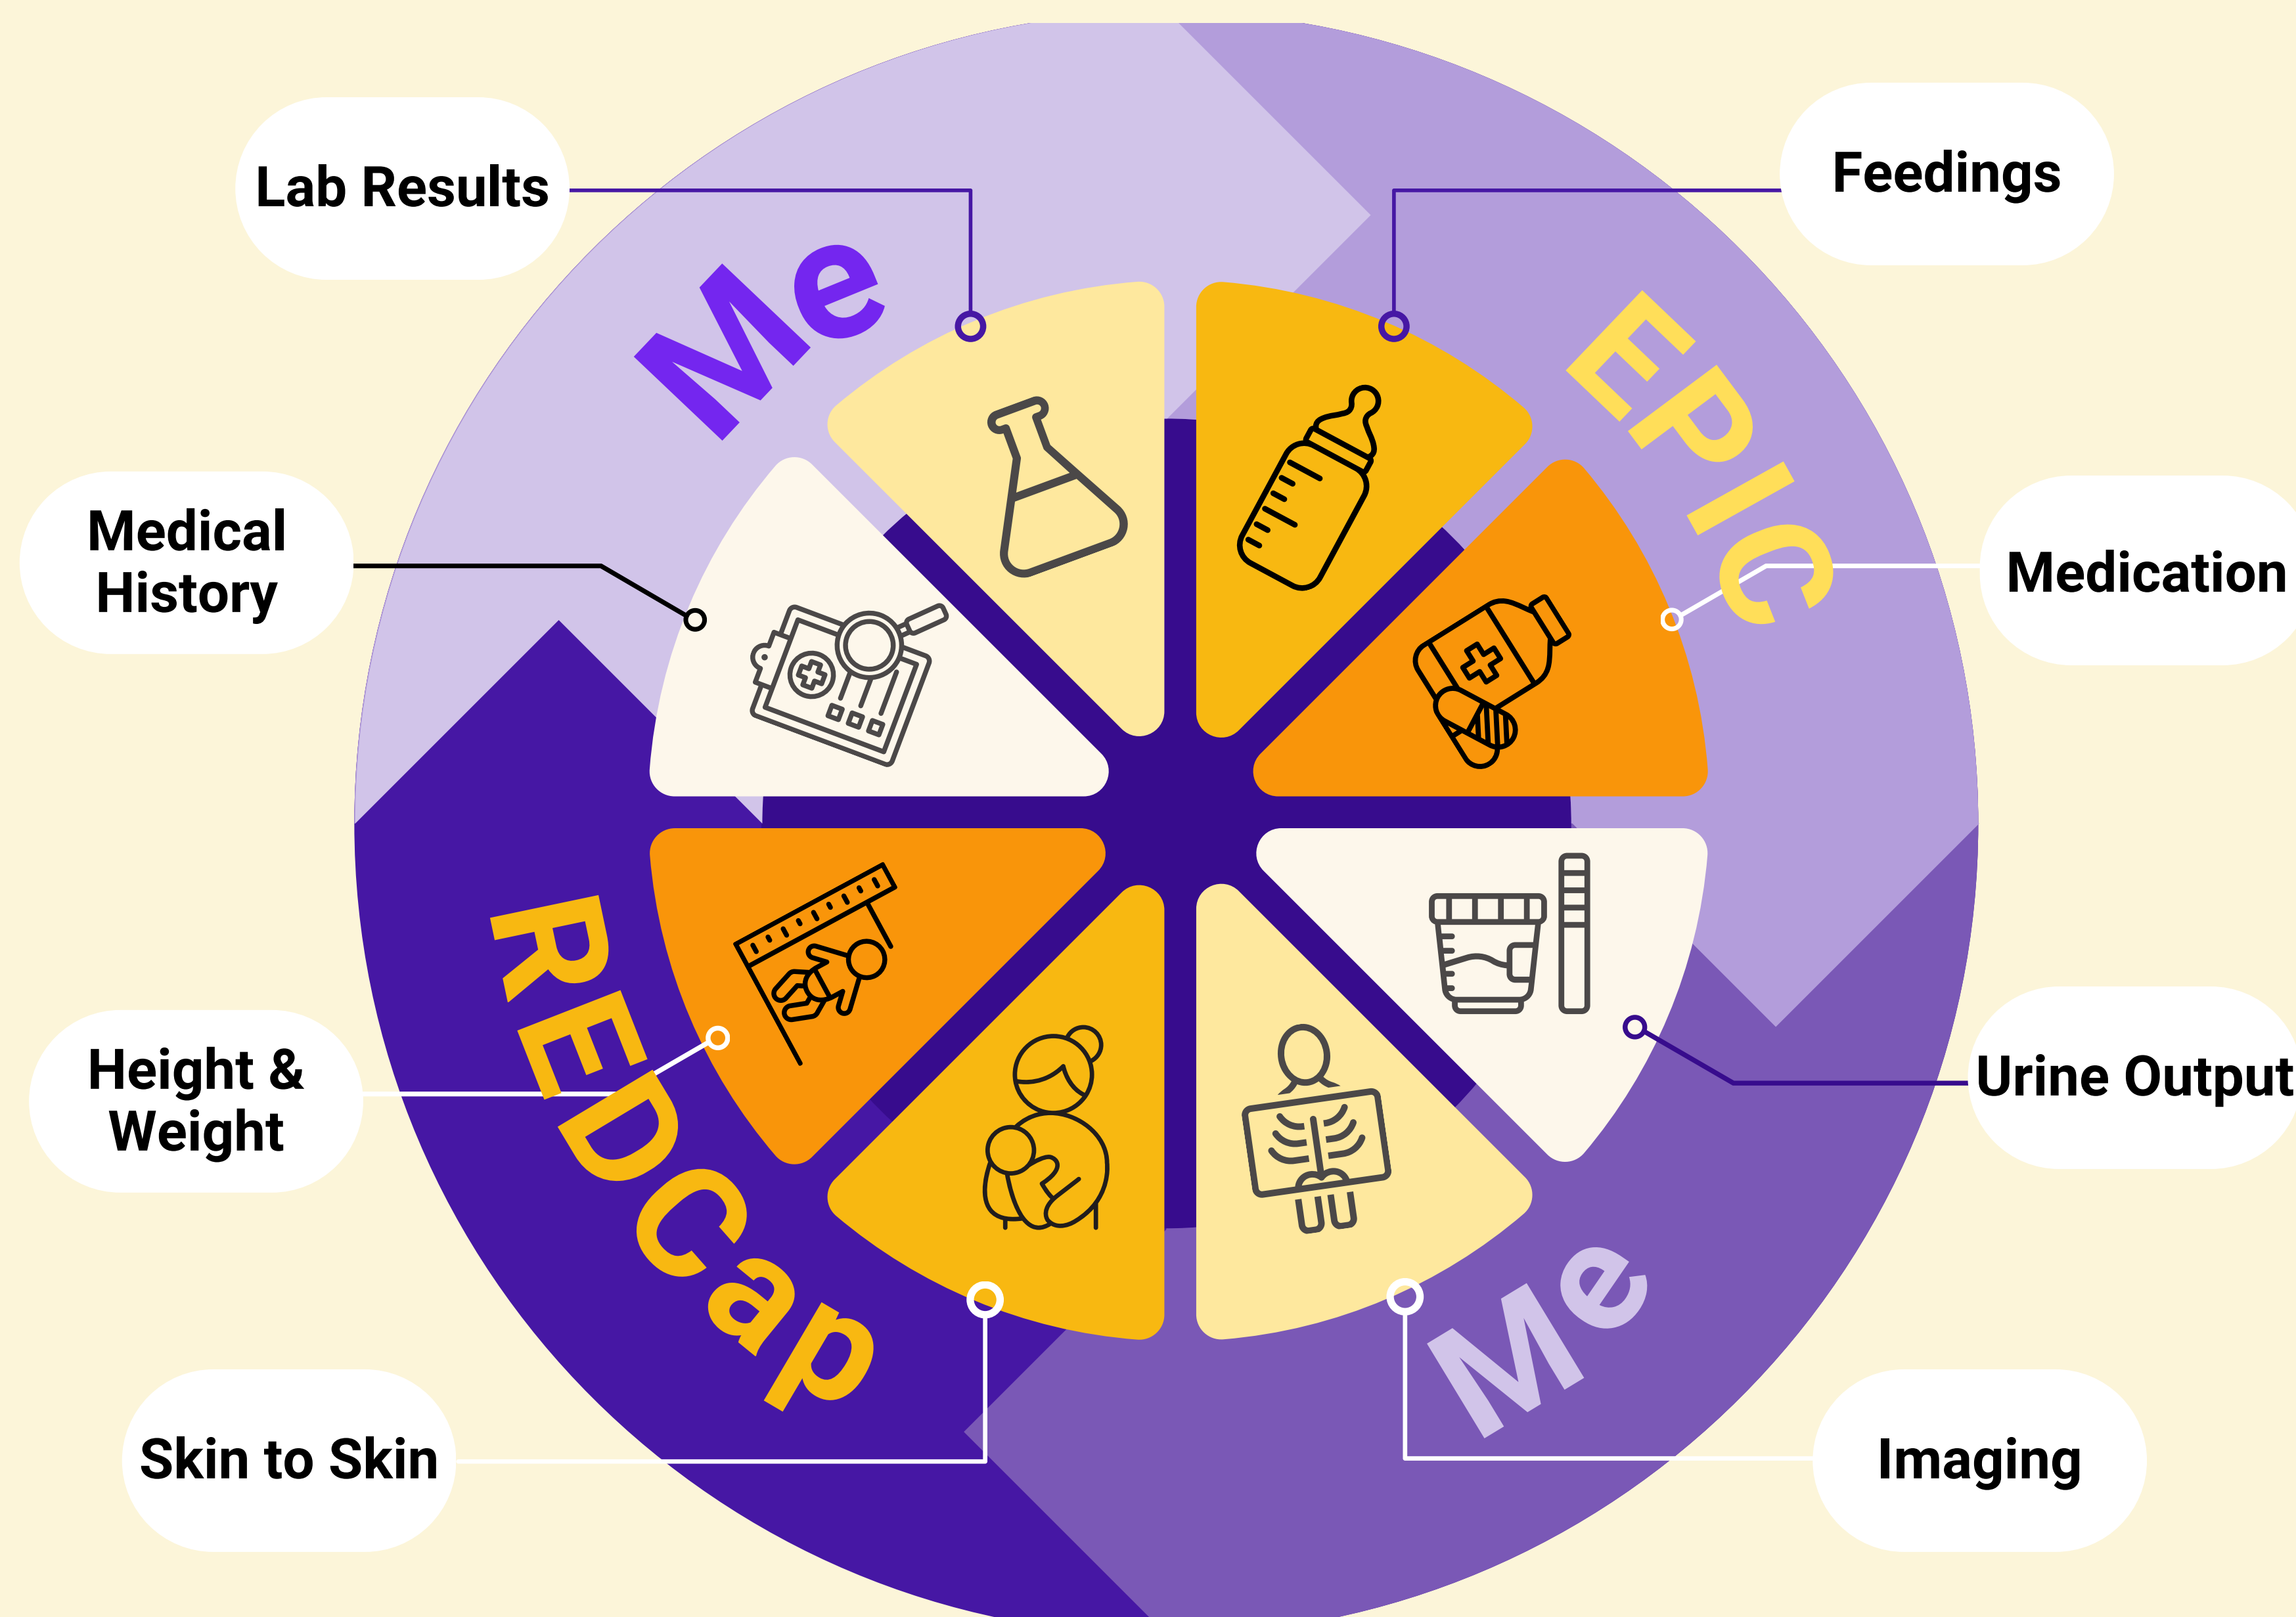 Lab Results
Feedings
Me
EPIC
Medical
History
Medication
REDCap
Height &
Weight
Urine Output
Me
Skin to Skin
Imaging